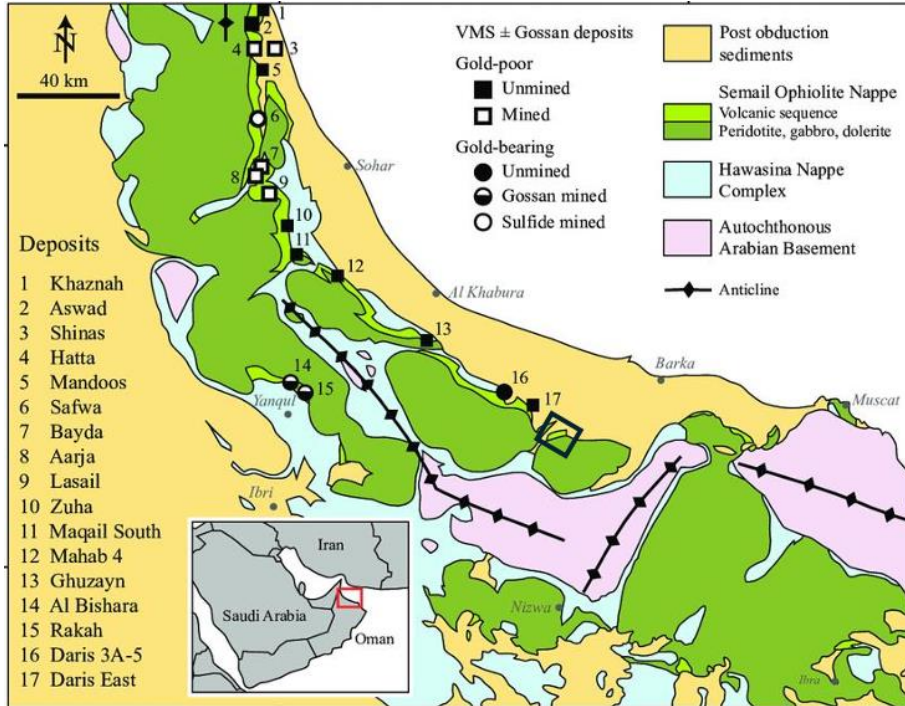 N
40 km
1
2
4
3
5
6
7
8
9
10
11
12
13
14
15
16
17
Sohar
Al Khabura
Barka
Muscat
Yanqul
Ibri
Nizwa
Ibra
VMS ± Gossan deposits
Gold-poor
Unmined
Mined
Gold-bearing
Unmined
Gossan mined
Sulfide mined
Post obduction
sediments
Semail Ophiolite Nappe
Volcanic sequence
Peridotite, gabbro, dolerite
Hawasina Nappe
Complex
Autochthonous
Arabian Basement
Anticline
Deposits
1 Khaznah
2 Aswad
3 Shinas
4 Hatta
5 Mandoos
6 Safwa
7 Bayda
8 Aarja
9 Lasail
10 Zuha
11 Maqail South
12 Mahab 4
13 Ghuzayn
14 Al Bishara
15 Rakah
16 Daris 3A-5
17 Daris East
Iran
Saudi Arabia
Oman